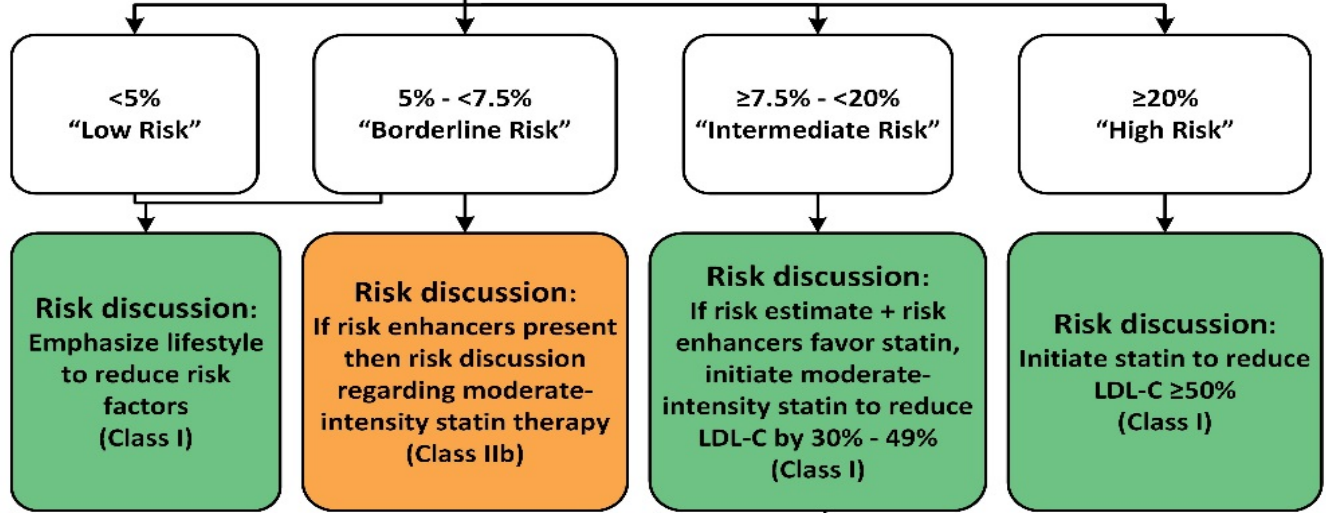 <5%
“Low Risk”
5% - <7.5%
“Borderline Risk”
≥7.5% - <20%
“Intermediate Risk”
≥20%
“High Risk”
Risk discussion:
Emphasize lifestyle
to reduce risk
factors
(Class I)
Risk discussion:
If risk enhancers present
then risk discussion
regarding moderate-
intensity statin therapy
(Class IIb)
Risk discussion:
If risk estimate + risk
enhancers favor statin,
initiate moderate-
intensity statin to reduce
LDL-C by 30% - 49%
(Class I)
Risk discussion:
Initiate statin to reduce
LDL-C ≥50%
(Class I)